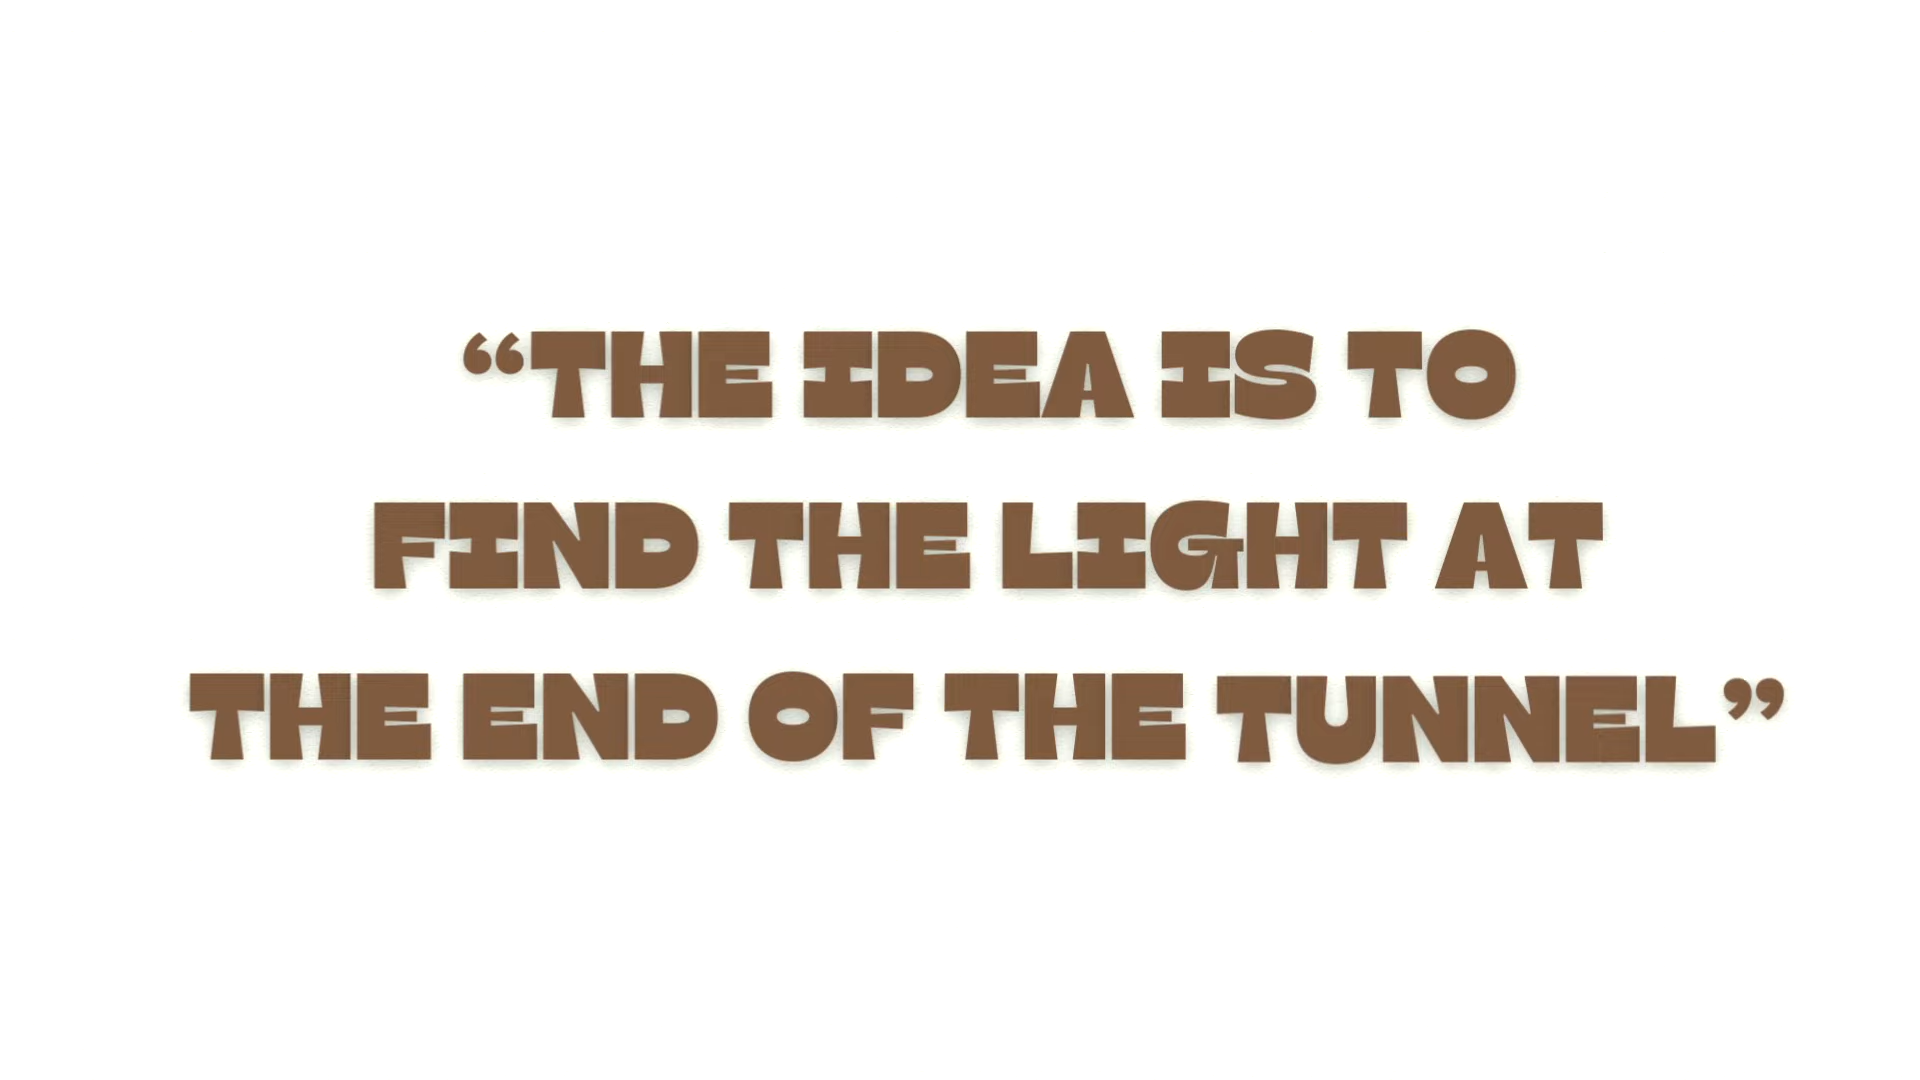 “THE IDEA IS TO
FIND THE LIGHT AT
THE END OF THE TUNNEL”